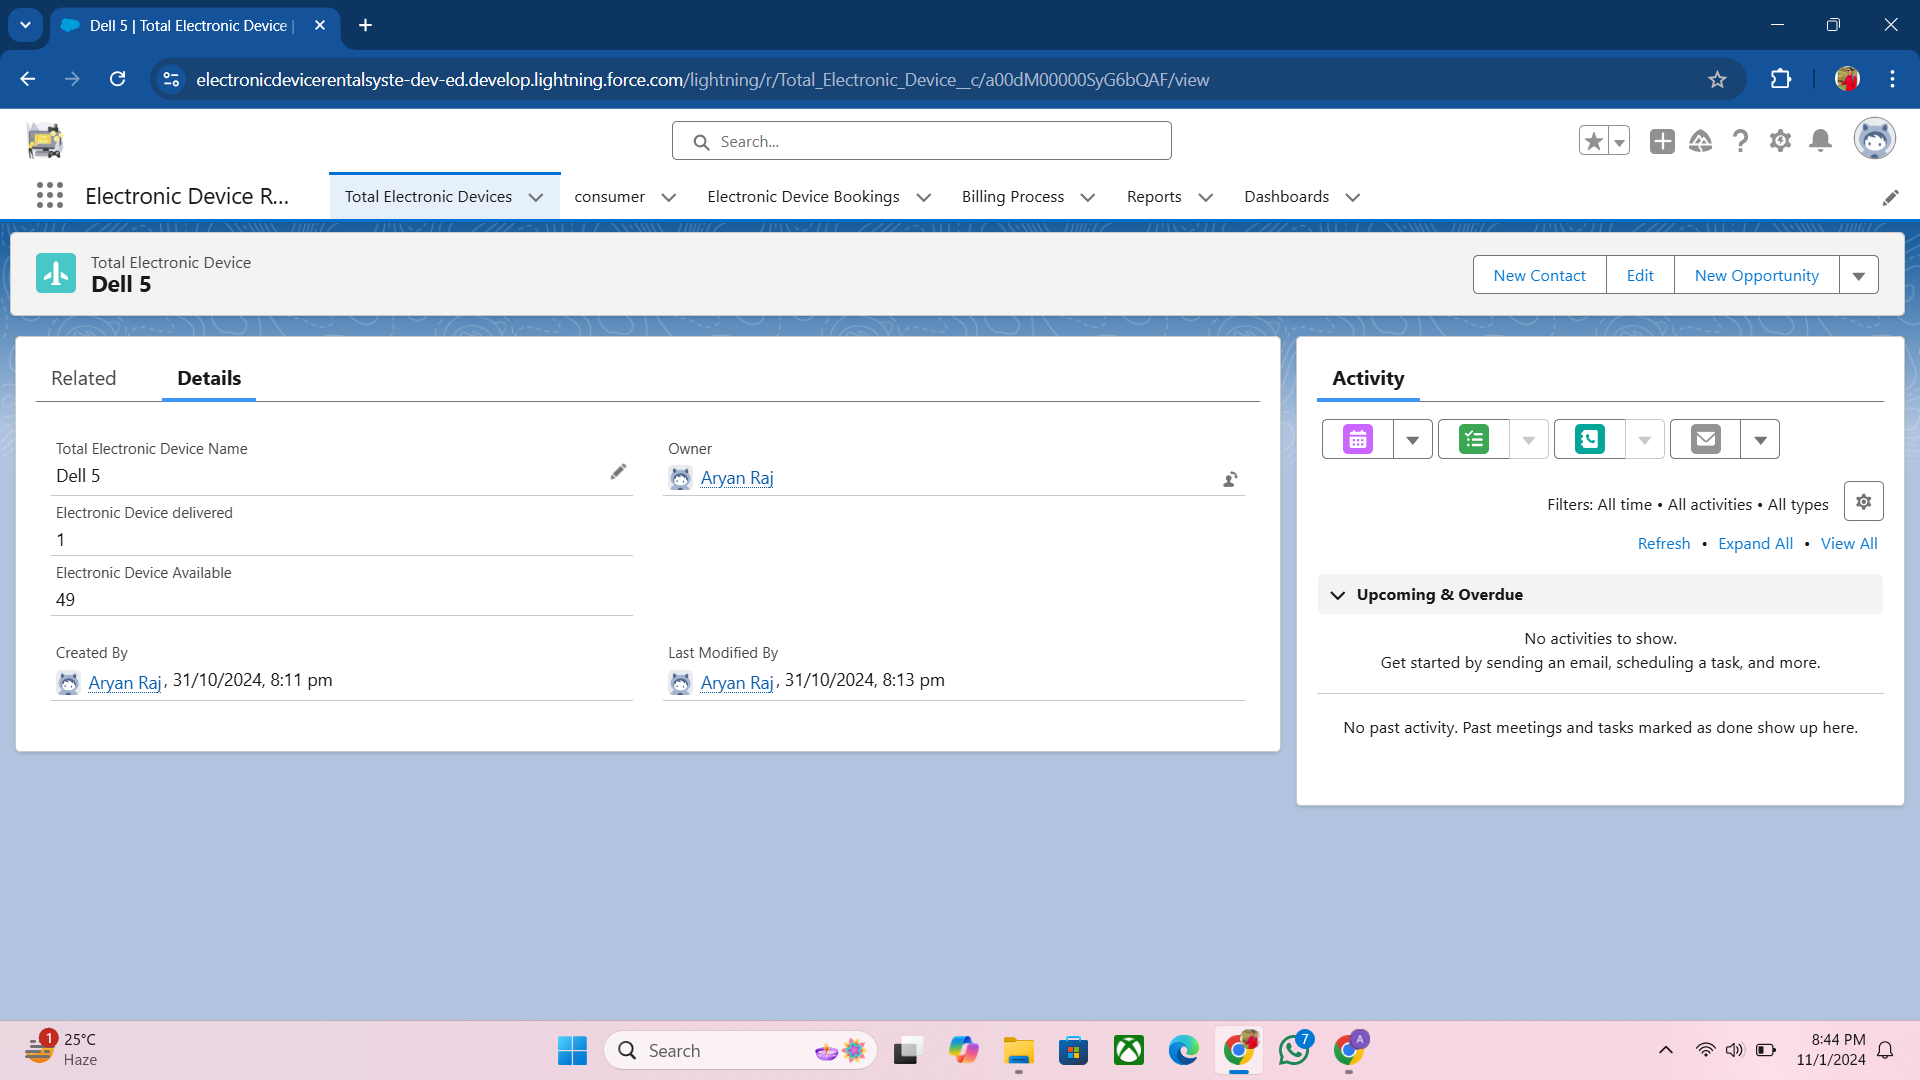 Dell 5 | Total Electronic Device |
electronicdevicerentalsyste-dev-ed.develop.lightning.force.com/lightning/r/Total_Electronic_Device__c/a00dM00000SyG6bQAF/view
Search...
Electronic Device R...
Total Electronic Devices
consumer
Electronic Device Bookings
Billing Process
Reports
Dashboards
Total Electronic Device
Dell 5
New Contact
Edit
New Opportunity
Related
Details
Total Electronic Device Name
Dell 5
Owner
Aryan Raj
Electronic Device delivered
1
Electronic Device Available
49
Created By
Aryan Raj, 31/10/2024, 8:11 pm
Last Modified By
Aryan Raj, 31/10/2024, 8:13 pm
Activity
Filters: All time • All activities • All types
Refresh • Expand All • View All
Upcoming & Overdue
No activities to show.
Get started by sending an email, scheduling a task, and more.
No past activity. Past meetings and tasks marked as done show up here.
1
25°C
Haze
Search
7
A
8:44 PM
11/1/2024